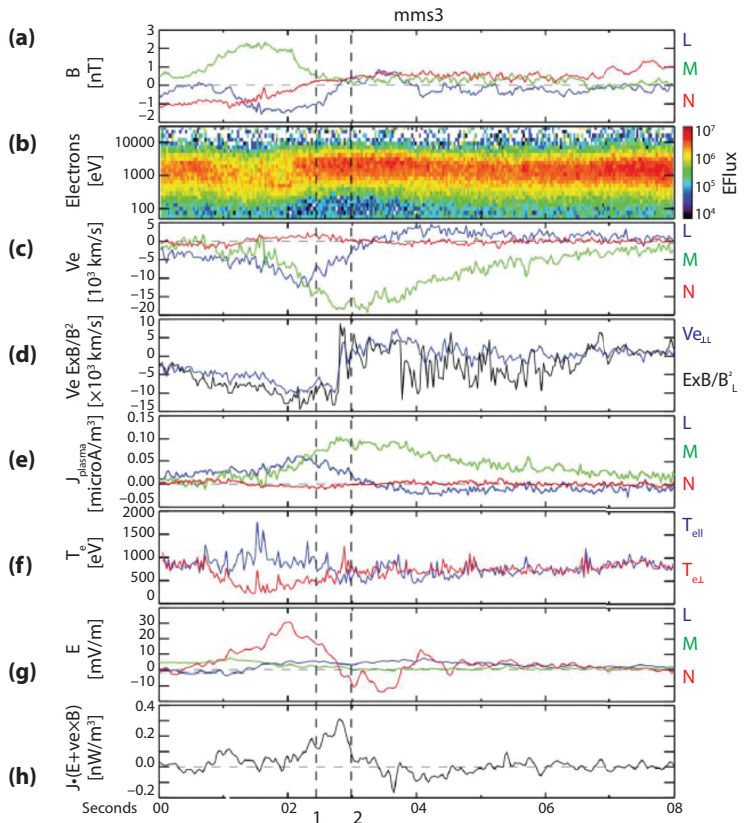 mms3
(a)
B
[nT]
3
2
1
0
−1
−2
L
M
N
(b)
Electrons
[eV]
10000
1000
100
10⁷
10⁶
10⁵
10⁴
EFlux
(c)
Ve
[10³ km/s]
5
0
−5
−10
−15
−20
L
M
N
(d)
Ve ExB/B²
[×10³ km/s]
10
5
0
−5
−10
Ve⊥L
ExB/B²L
(e)
Jplasma
[microA/m³]
0.15
0.10
0.05
0.00
−0.05
L
M
N
(f)
Te
[eV]
2000
1500
1000
500
0
Tell
Te⊥
(g)
E
[mV/m]
30
20
10
0
−10
L
M
N
(h)
J•(E+ve×B)
[nW/m³]
0.4
0.2
0.0
−0.2
Seconds
00 02 04 06 08
1 2